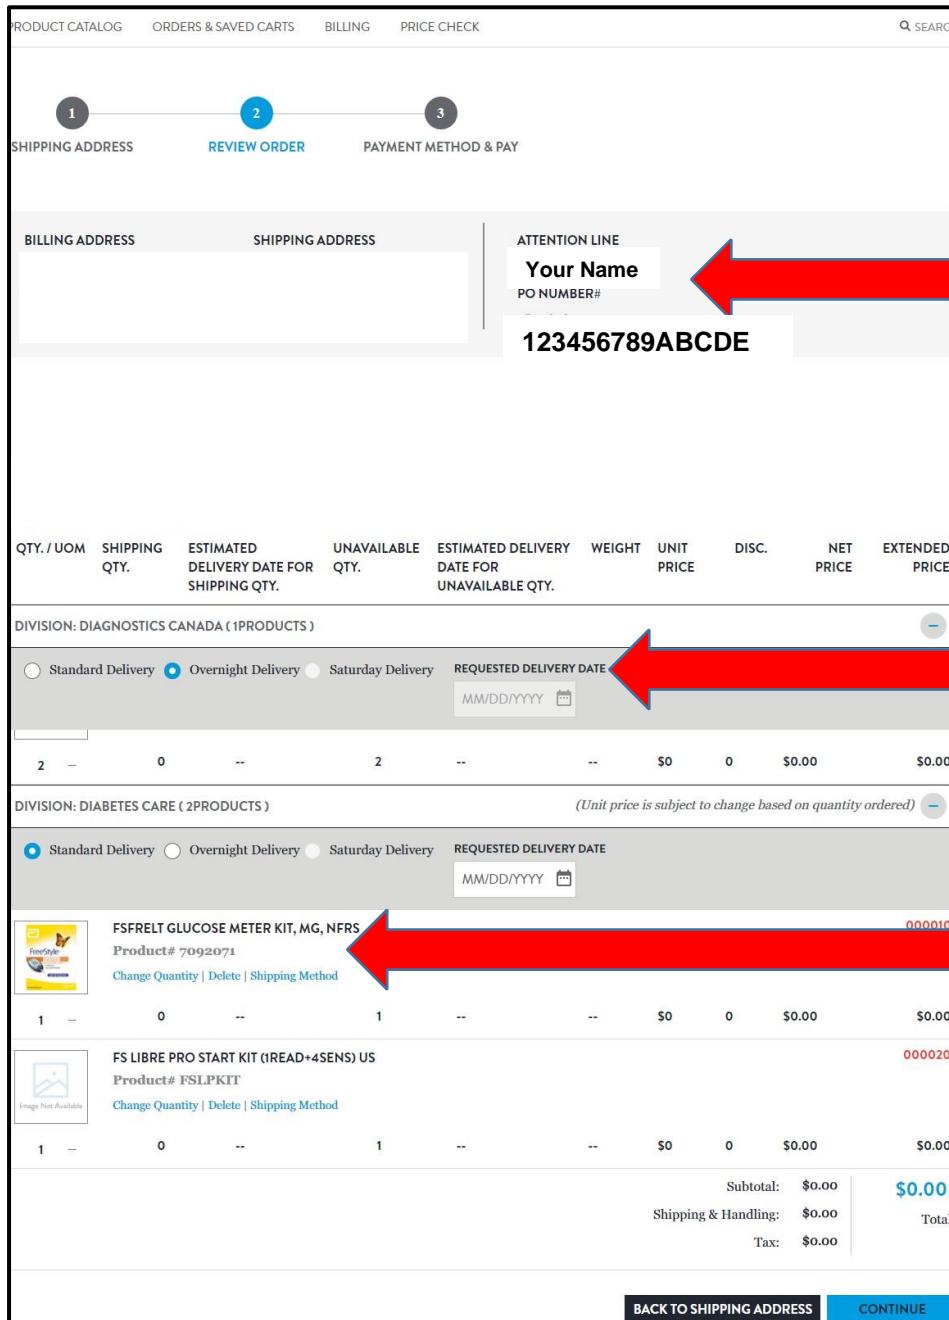 PRODUCT CATALOG ORDERS & SAVED CARTS BILLING PRICE CHECK SEARC
1 2 3
SHIPPING ADDRESS REVIEW ORDER PAYMENT METHOD & PAY
BILLING ADDRESS SHIPPING ADDRESS ATTENTION LINE
Your Name
PO NUMBER#
123456789ABCDE
QTY. / UOM SHIPPING QTY. ESTIMATED DELIVERY DATE FOR SHIPPING QTY. UNAVAILABLE QTY. ESTIMATED DELIVERY DATE FOR UNAVAILABLE QTY. WEIGHT UNIT PRICE DISC. NET PRICE EXTENDED PRICE
DIVISION: DIAGNOSTICS CANADA ( 1PRODUCTS ) –
Standard Delivery Overnight Delivery Saturday Delivery REQUESTED DELIVERY DATE
MM/DD/YYYY
2 -- 0 -- 2 -- -- $0 0 $0.00 $0.00
DIVISION: DIABETES CARE ( 2PRODUCTS ) (Unit price is subject to change based on quantity ordered) –
Standard Delivery Overnight Delivery Saturday Delivery REQUESTED DELIVERY DATE
MM/DD/YYYY
FreeStyle
FSFRELT GLUCOSE METER KIT, MG, NFRS 000010
Product# 7092071
Change Quantity | Delete | Shipping Method
1 -- 0 -- 1 -- -- $0 0 $0.00 $0.00
FS LIBRE PRO START KIT (1READ+4SENS) US 000020
Product# FSLPKIT
Image Not Available
Change Quantity | Delete | Shipping Method
1 -- 0 -- 1 -- -- $0 0 $0.00 $0.00
Subtotal: $0.00 $0.00
Shipping & Handling: $0.00 Total
Tax: $0.00
BACK TO SHIPPING ADDRESS CONTINUE